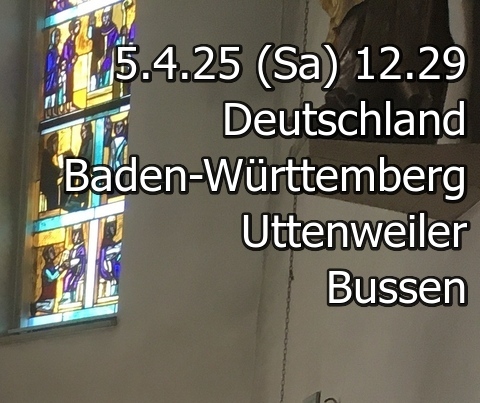 5.4.25 (Sa) 12.29
Deutschland
Baden-Württemberg
Uttenweiler
Bussen